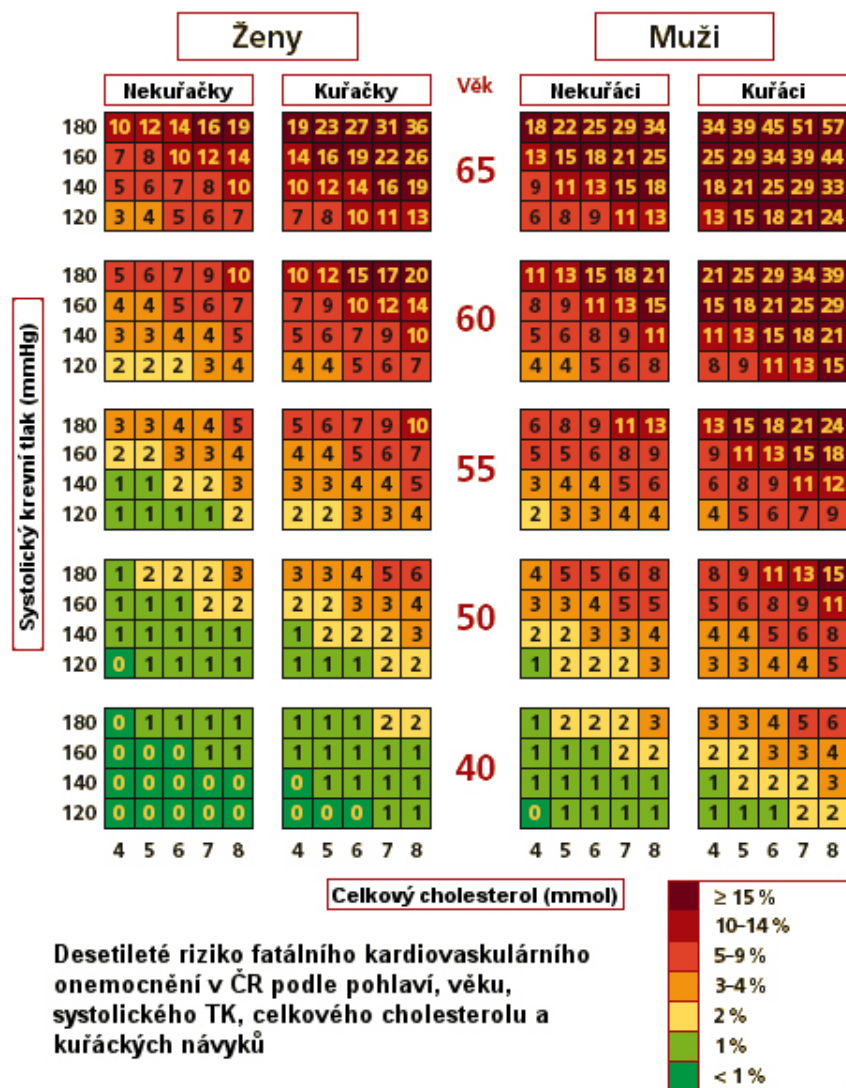 Ženy Muži
Nekuřačky Kuřačky Věk Nekuřáci Kuřáci
180 10 12 14 16 19 19 23 27 31 36 18 22 25 29 34 34 39 45 51 57
160 7 8 10 12 14 14 16 19 22 26 13 15 18 21 25 25 29 34 39 44
65
140 5 6 7 8 10 10 12 14 16 19 9 11 13 15 18 18 21 25 29 33
120 3 4 5 6 7 7 8 10 11 13 6 8 9 11 13 13 15 18 21 24
180 5 6 7 9 10 10 12 15 17 20 11 13 15 18 21 21 25 29 34 39
160 4 4 5 6 7 7 9 10 12 14 8 9 11 13 15 15 18 21 25 29
60
140 3 3 4 4 5 5 6 7 9 10 5 6 8 9 11 11 13 15 18 21
120 2 2 2 3 4 4 4 5 6 7 4 4 5 6 8 8 9 11 13 15
Systolický krevní tlak (mmHg)
180 3 3 4 4 5 5 6 7 9 10 6 8 9 11 13 13 15 18 21 24
160 2 2 3 3 4 4 4 5 6 7 5 5 6 8 9 9 11 13 15 18
55
140 1 1 2 2 3 3 3 4 4 5 3 4 4 5 6 6 8 9 11 12
120 1 1 1 1 2 2 2 3 3 4 2 3 3 4 4 4 5 6 7 9
180 1 2 2 2 3 3 3 4 5 6 4 5 5 6 8 8 9 11 13 15
160 1 1 1 2 2 2 2 3 3 4 3 3 4 5 5 5 6 8 9 11
50
140 1 1 1 1 1 1 2 2 2 3 2 2 3 3 4 4 4 5 6 8
120 0 1 1 1 1 1 1 1 2 2 1 2 2 2 3 3 3 4 4 5
180 0 1 1 1 1 1 1 1 2 2 1 2 2 2 3 3 3 4 5 6
160 0 0 0 1 1 1 1 1 1 1 1 1 1 2 2 2 2 3 3 4
40
140 0 0 0 0 0 0 1 1 1 1 1 1 1 1 1 1 2 2 2 3
120 0 0 0 0 0 0 0 0 1 1 0 1 1 1 1 1 1 1 2 2
4 5 6 7 8 4 5 6 7 8 4 5 6 7 8 4 5 6 7 8
Celkový cholesterol (mmol)
≥ 15 %
10–14 %
5–9 %
3–4 %
2 %
1 %
< 1 %
Desetileté riziko fatálního kardiovaskulárního
onemocnění v ČR podle pohlaví, věku,
systolického TK, celkového cholesterolu a
kuřáckých návyků